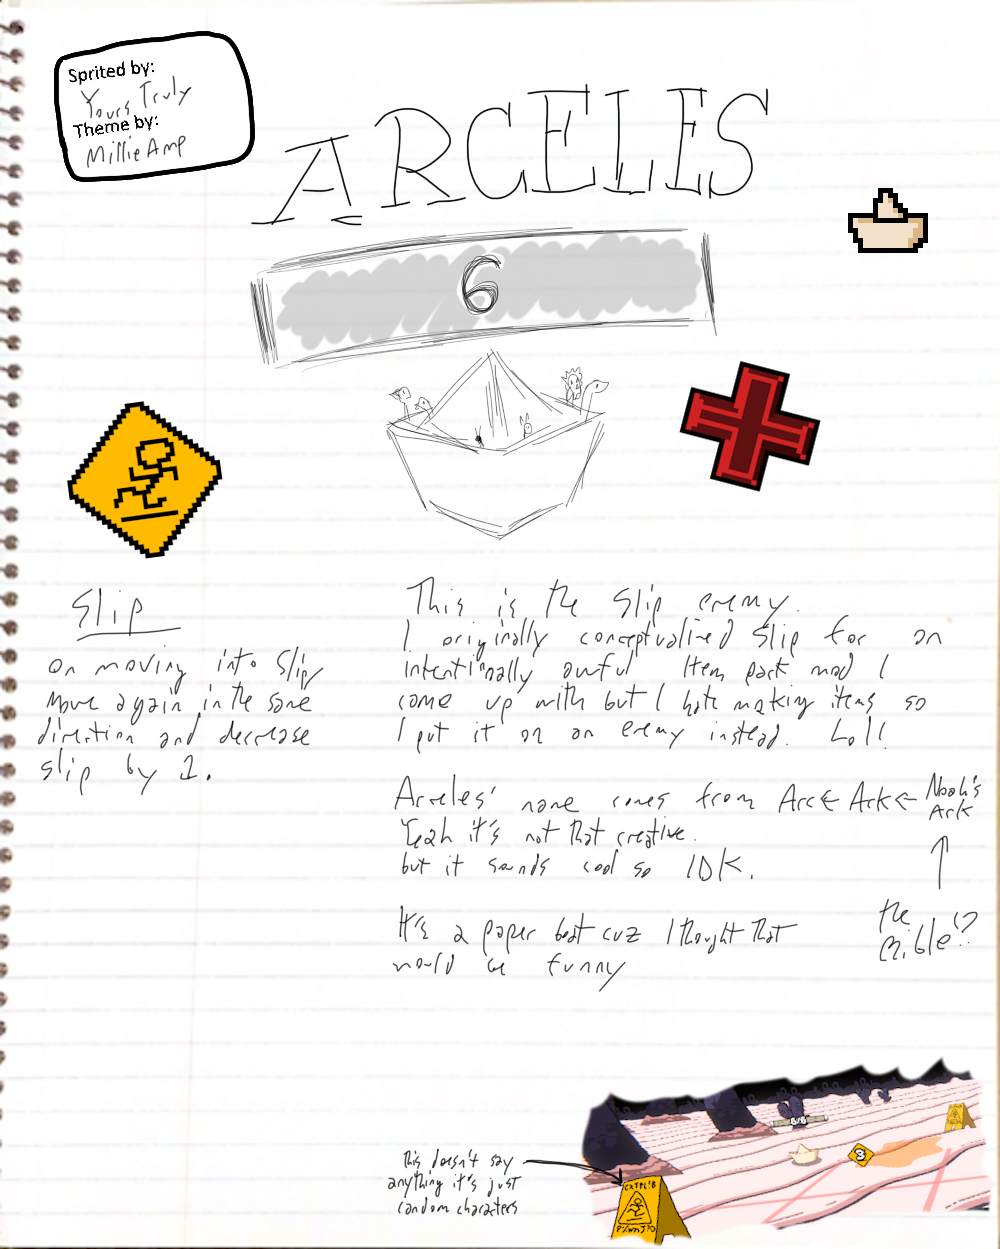 Sprited by:
Yours Truly
Theme by:
Millie Amp
ARCELES
6
Slip
on moving into Slip
move again in the same
direction and decrease
slip by 1.
This is the Slip enemy.
I originally conceptualized Slip for an
intentionally awful Item pack mod I
came up with but I hate making items so
I put it on an enemy instead. Lol!
Arceles' name comes from Arc ← Ark ← Noah's
Ark
Yeah it's not that creative.
but it sounds cool so IDK.
↑
the
Bible!?
It's a paper boat cuz I thought that
would be funny
this doesn't say
anything it's just
random characters
6/6
3